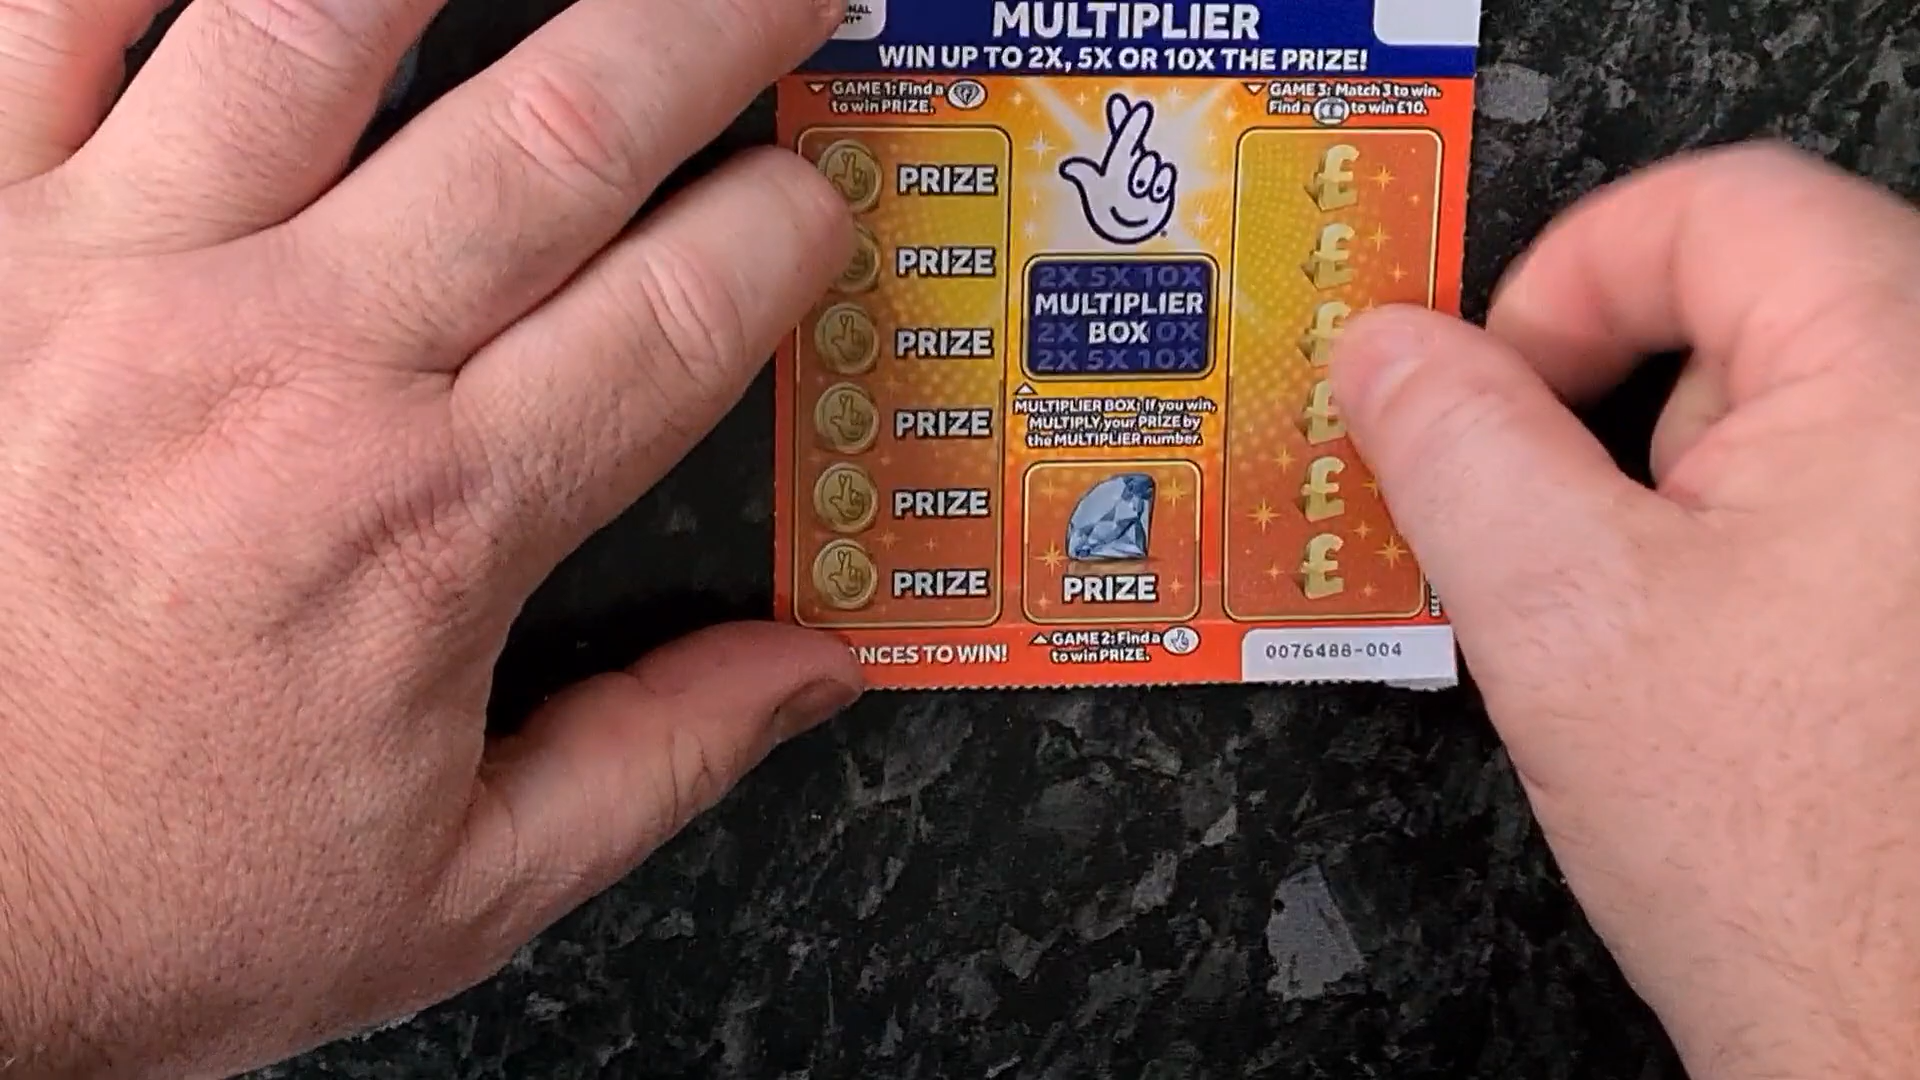 MULTIPLIER
WIN UP TO 2X, 5X OR 10X THE PRIZE!
GAME 1: Find a
to win PRIZE.
GAME 3: Match 3 to win.
Find a to win £10.
PRIZE
PRIZE
PRIZE
PRIZE
PRIZE
PRIZE
2X 5X 10X
MULTIPLIER
2X BOX 0X
2X 5X 10X
MULTIPLIER BOX: If you win,
MULTIPLY your PRIZE by
the MULTIPLIER number.
PRIZE
GAME 2: Find a
to win PRIZE.
£
£
£
£
£
£
ANCES TO WIN!
0076488-004